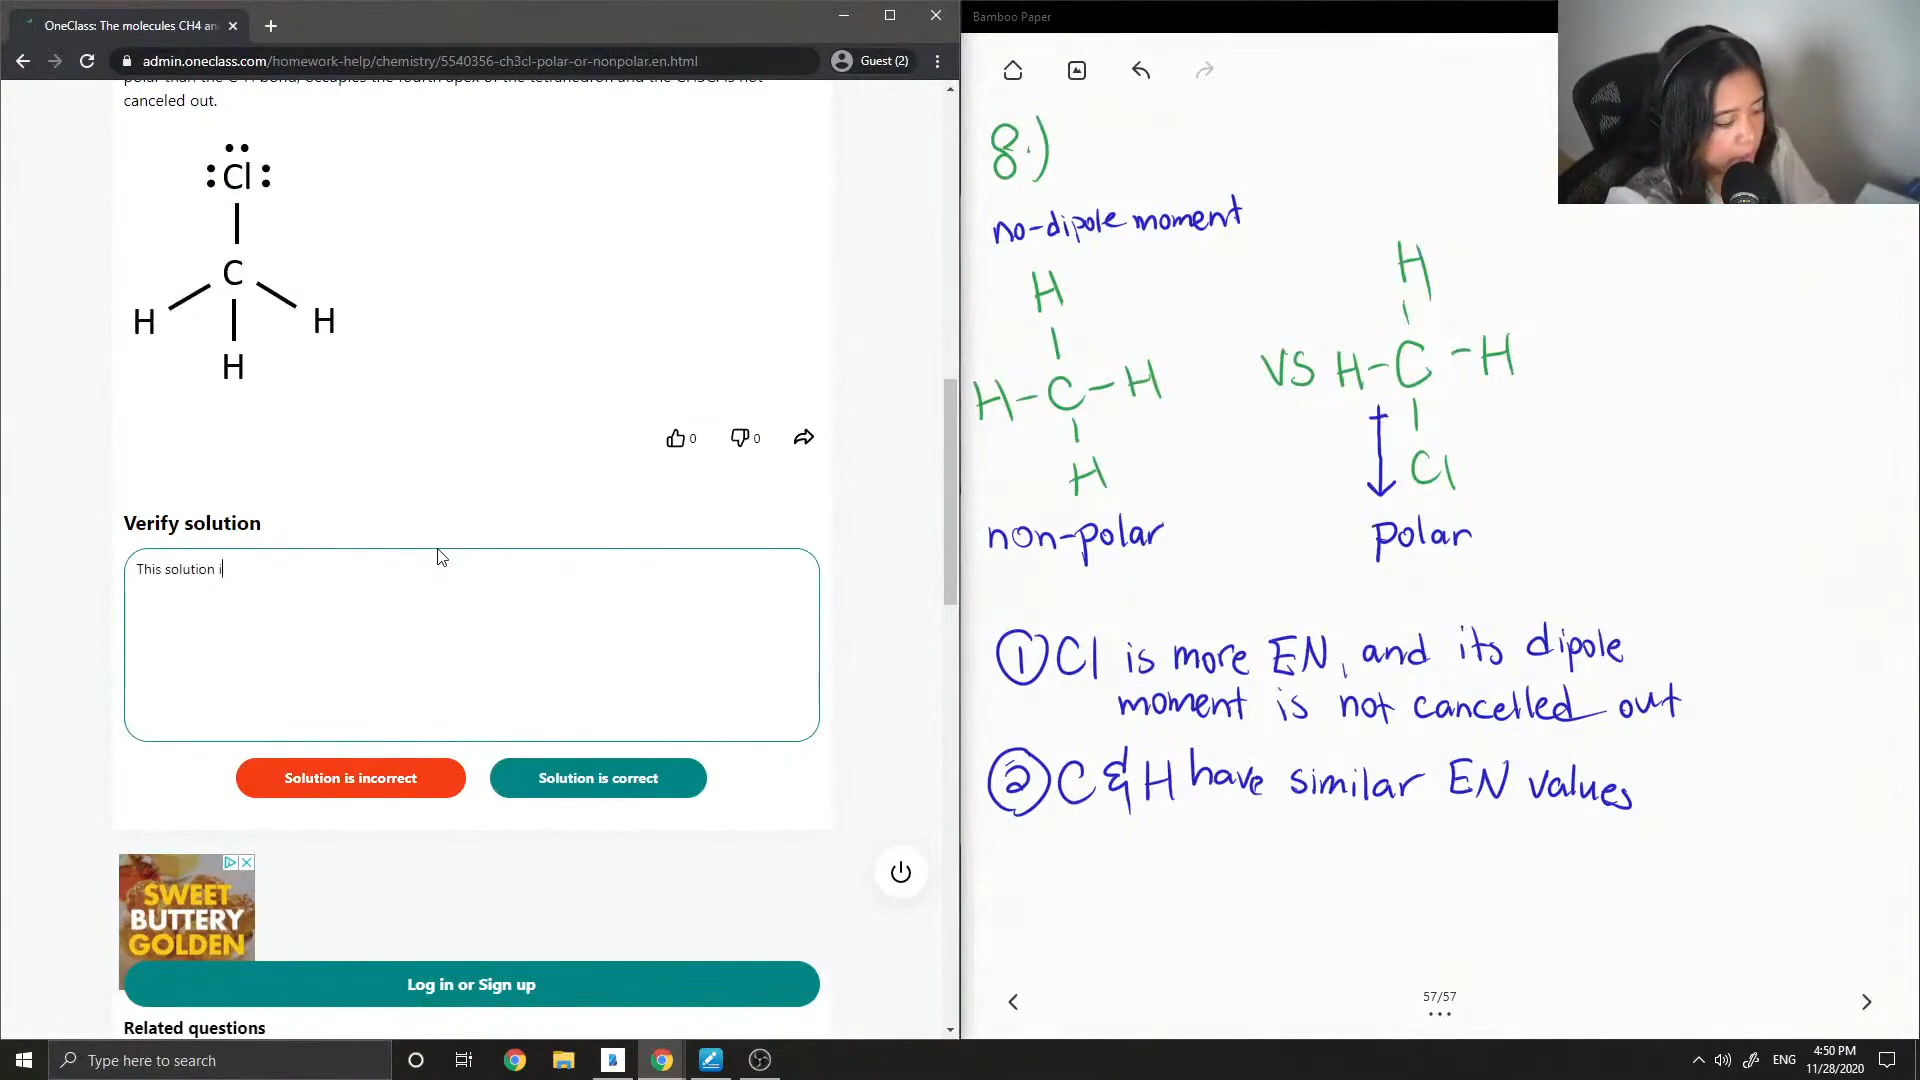 OneClass: The molecules CH4 an
admin.oneclass.com/homework-help/chemistry/5540356-ch3cl-polar-or-nonpolar.en.html
Guest (2)
canceled out.
Cl
C
H
H
H
0
0
Verify solution
This solution i
Solution is incorrect
Solution is correct
SWEET
BUTTERY
GOLDEN
Log in or Sign up
Related questions
Bamboo Paper
8.)
no-dipole moment
H
H-C-H
H
non-polar
vs
H
H-C-H
Cl
polar
① Cl is more EN, and its dipole
moment is not cancelled out
② C & H have similar EN values
57/57
Type here to search
ENG
4:50 PM
11/28/2020